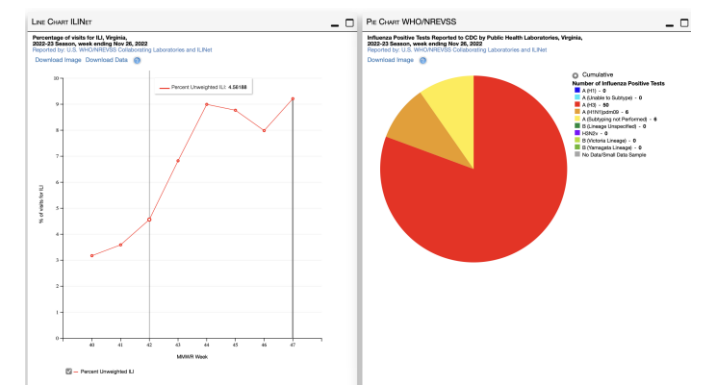 LINE CHART ILINET
Percentage of visits for ILI, Virginia,
2022-23 Season, week ending Nov 26, 2022
Reported by: U.S. WHO/NREVSS Collaborating Laboratories and ILINet
Download Image Download Data
Percent Unweighted ILI: 4.56188
10
9
8
7
6
5
4
3
2
1
0
% of visits for ILI
40 41 42 43 44 45 46 47
MMWR Week
Percent Unweighted ILI
PIE CHART WHO/NREVSS
Influenza Positive Tests Reported to CDC by Public Health Laboratories, Virginia,
2022-23 Season, week ending Nov 26, 2022
Reported by: U.S. WHO/NREVSS Collaborating Laboratories and ILINet
Download Image
Cumulative
Number of Influenza Positive Tests
A (H1) - 0
A (Unable to Subtype) - 0
A (H3) - 50
A (H1N1)pdm09 - 6
A (Subtyping not Performed) - 6
B (Lineage Unspecified) - 0
H3N2v - 0
B (Victoria Lineage) - 0
B (Yamagata Lineage) - 0
No Data/Small Data Sample